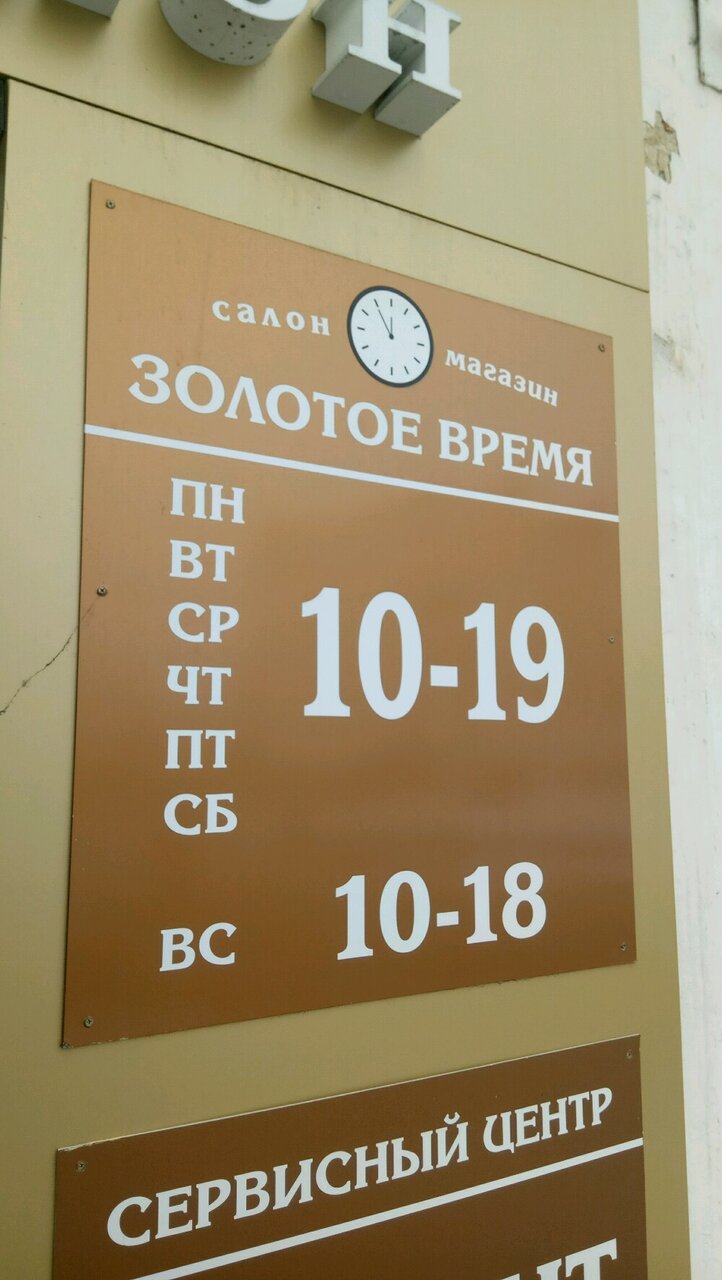 салон магазин
ЗОЛОТОЕ ВРЕМЯ
ПН
ВТ
СР
ЧТ
ПТ
СБ
10-19
ВС 10-18
СЕРВИСНЫЙ ЦЕНТР